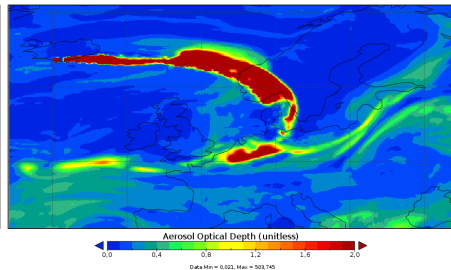 Aerosol Optical Depth (unitless)
0,0 0,4 0,8 1,2 1,6 2,0
Data Min = 0,021, Max = 503,745